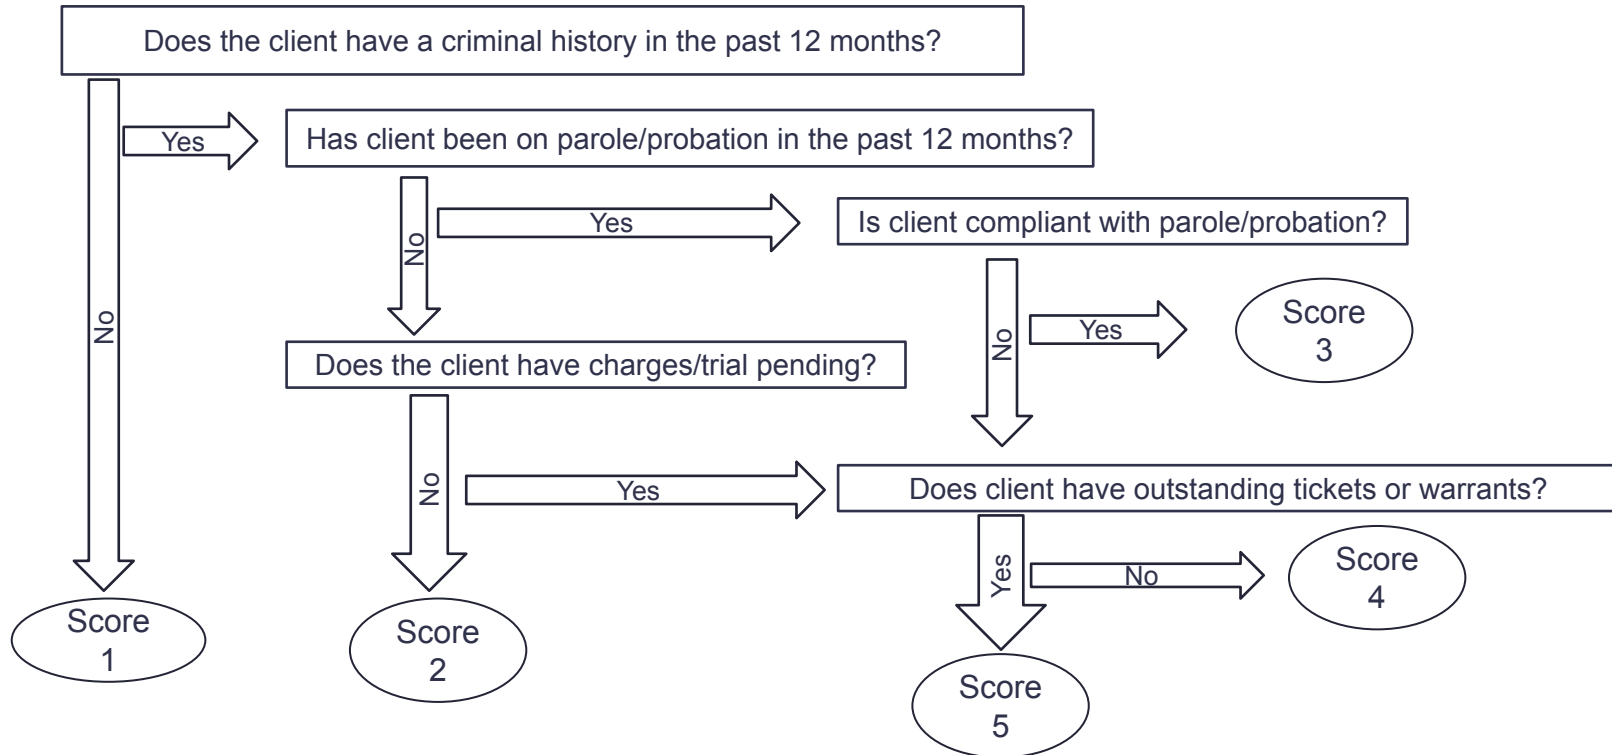 Does the client have a criminal history in the past 12 months?
Yes
Has client been on parole/probation in the past 12 months?
Yes
Is client compliant with parole/probation?
No
No
Yes
Score
3
No
Does the client have charges/trial pending?
No
Yes
Does client have outstanding tickets or warrants?
Yes
No
Score
4
Score
1
Score
2
Score
5